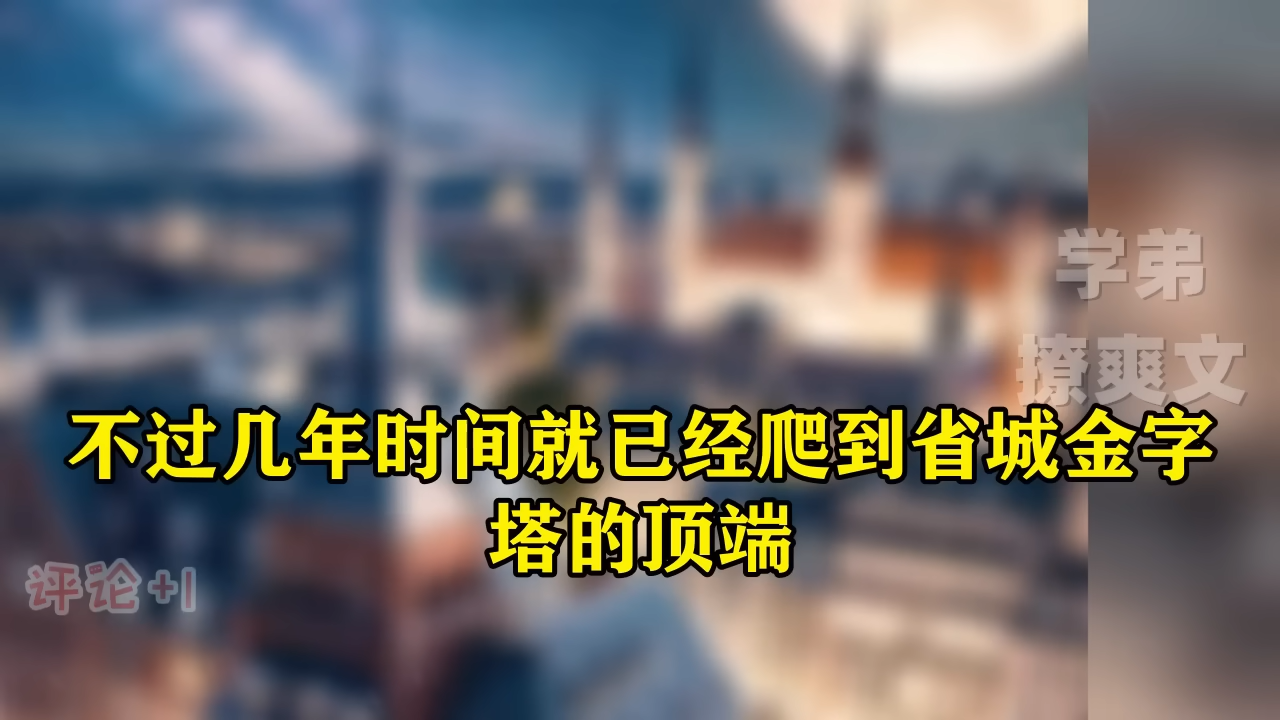 学弟
撩爽文
不过几年时间就已经爬到省城金字
塔的顶端
评论+1